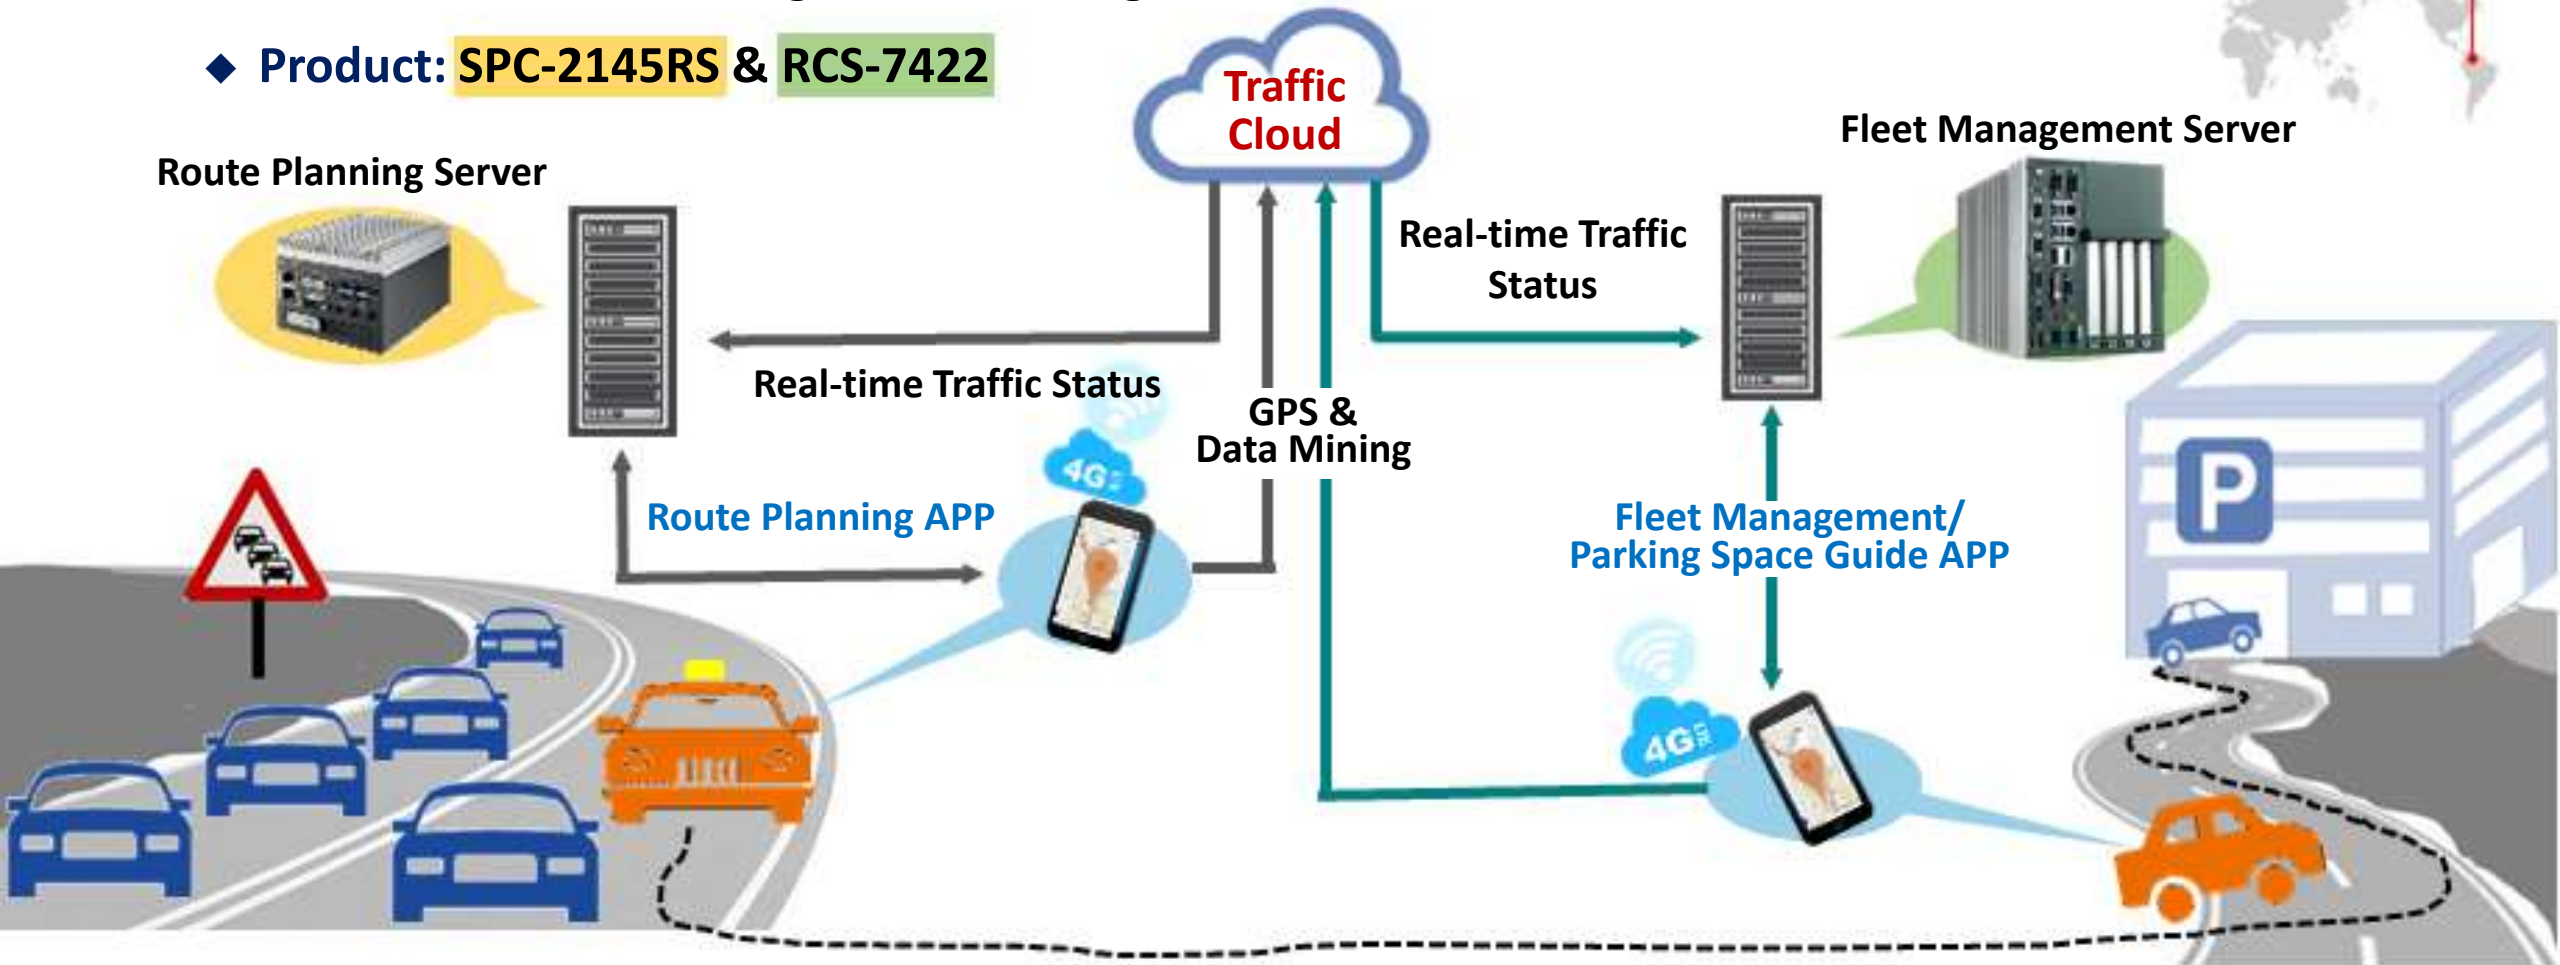 ◆ Product: SPC-2145RS & RCS-7422
Traffic
Cloud
Fleet Management Server
Route Planning Server
Real-time Traffic
Status
Real-time Traffic Status
GPS &
Data Mining
4G
Route Planning APP
Fleet Management/
Parking Space Guide APP
P
4G